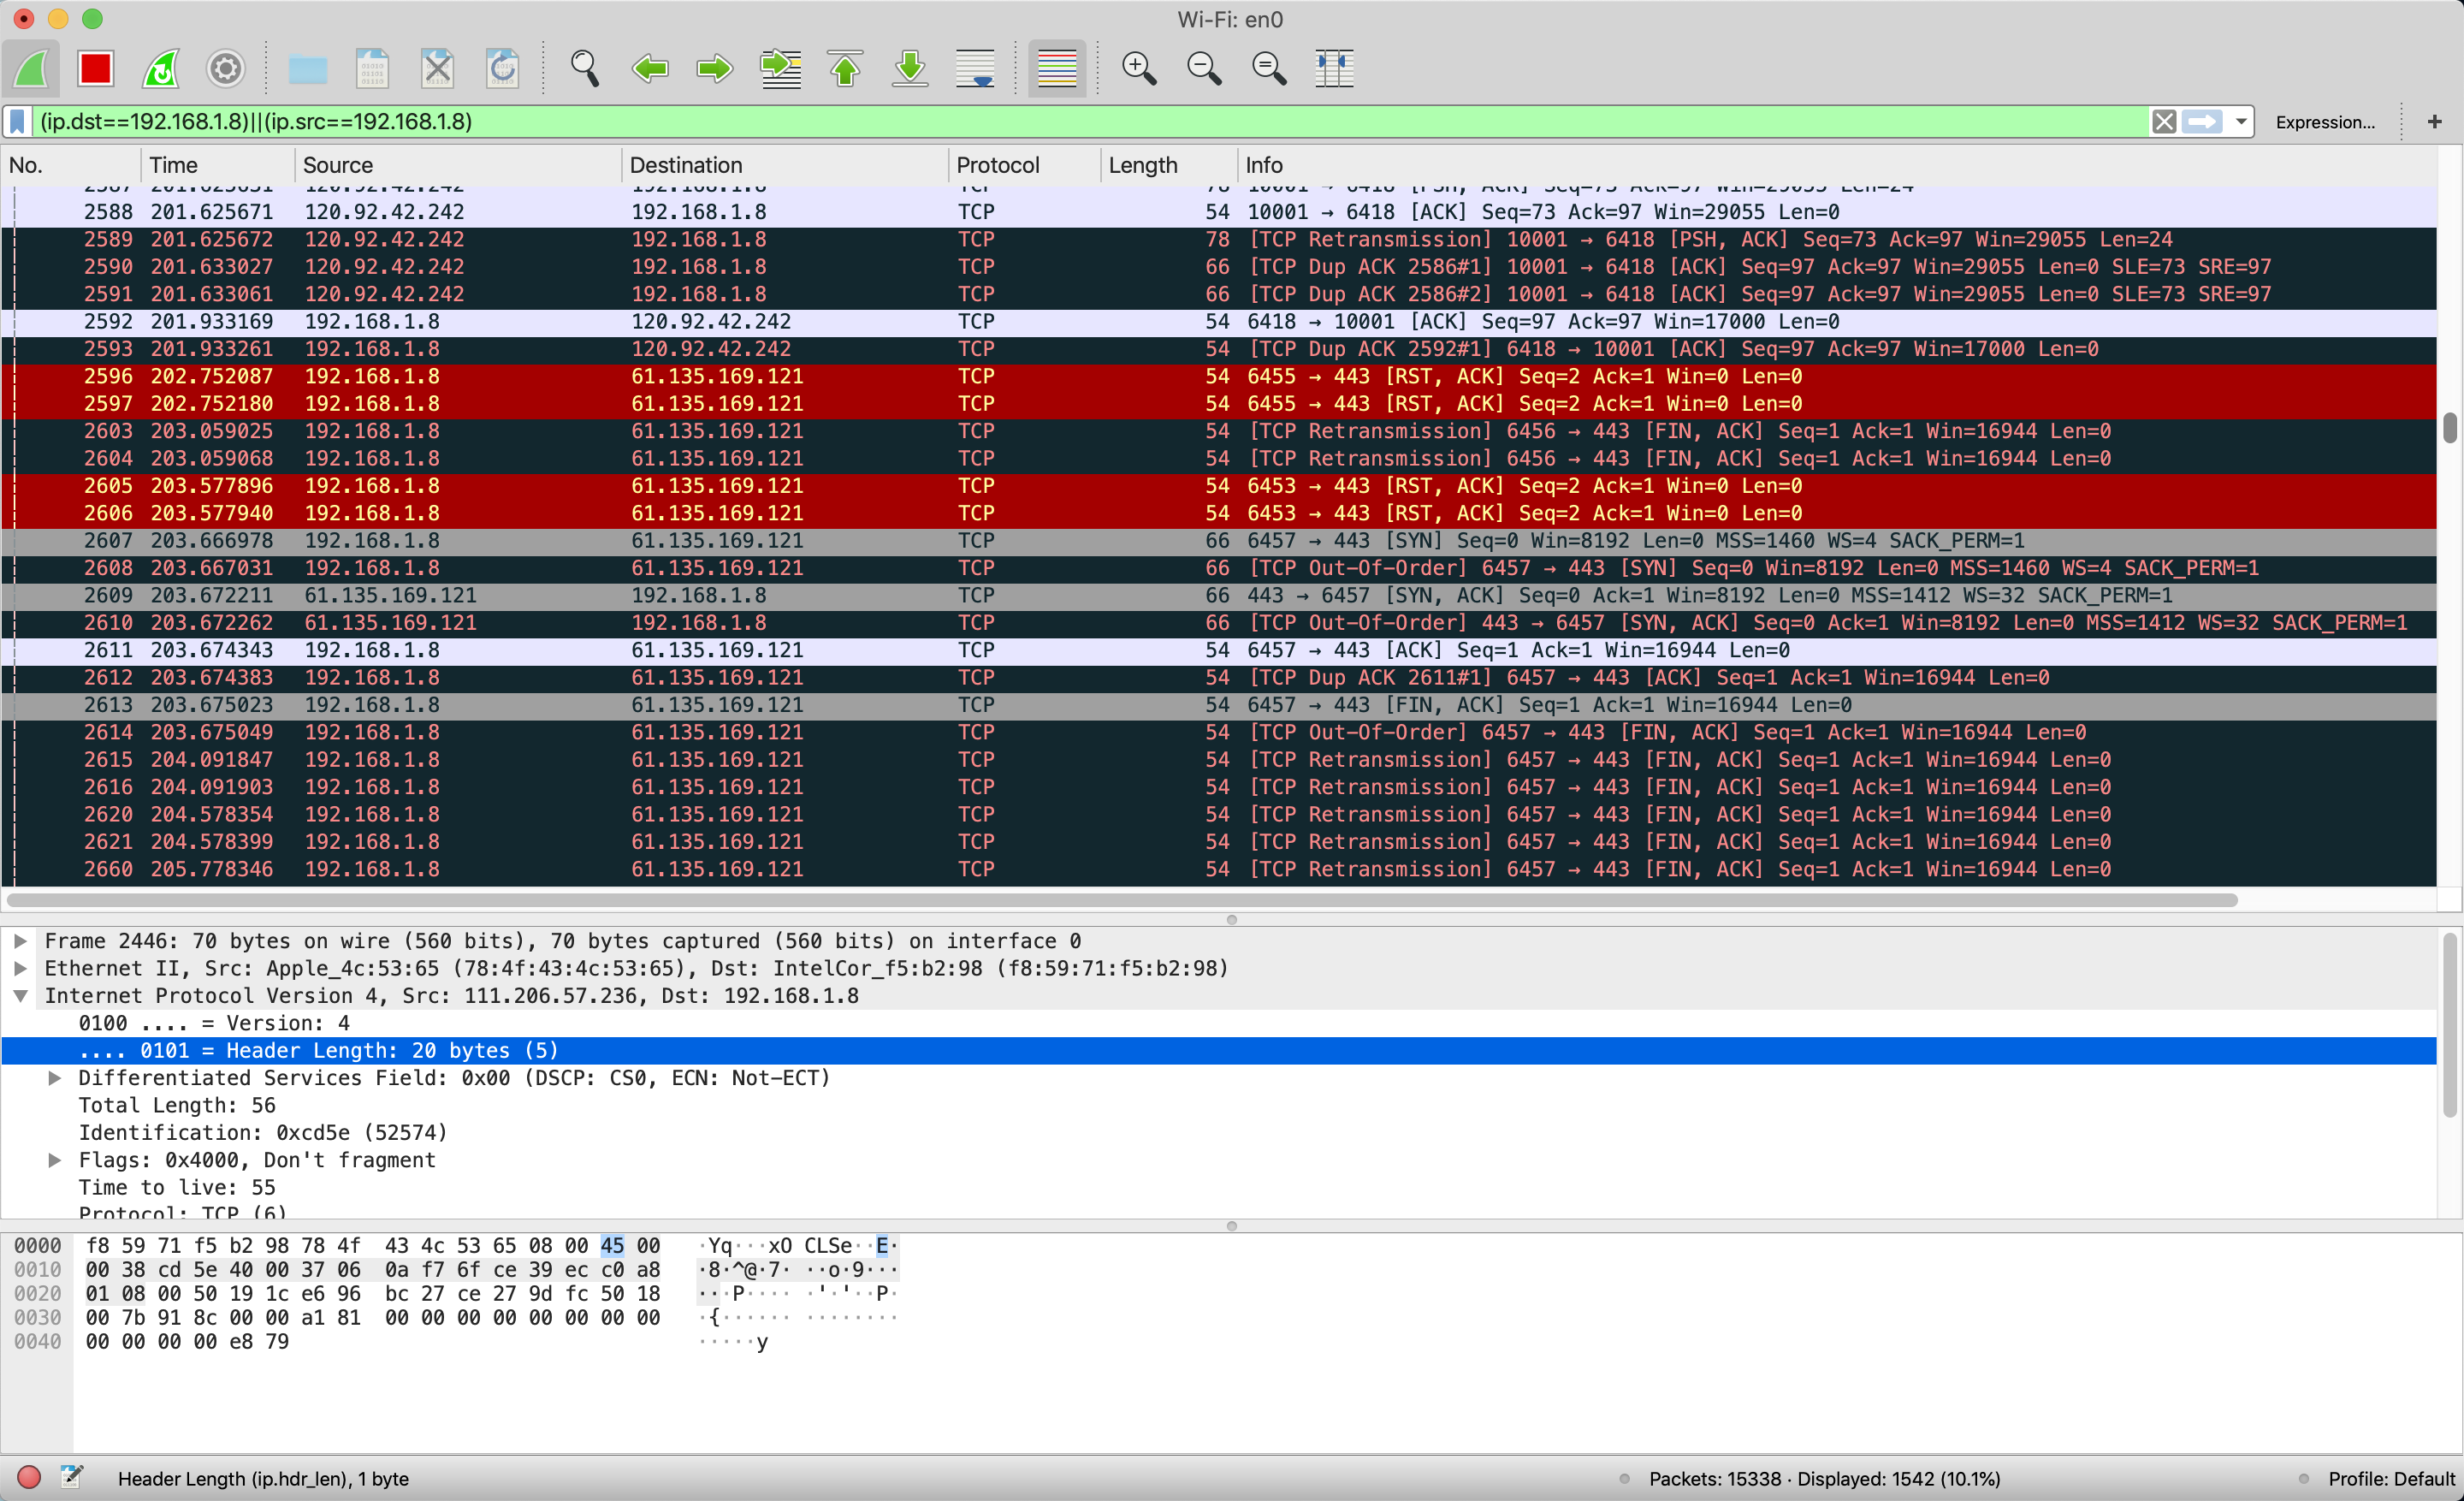 Wi-Fi: en0
(ip.dst==192.168.1.8)||(ip.src==192.168.1.8) Expression... +
No. Time Source Destination Protocol Length Info
2587 201.625631 120.92.42.242 192.168.1.8 TCP 78 10001 → 6418 [PSH, ACK] Seq=73 Ack=97 Win=29055 Len=24
2588 201.625671 120.92.42.242 192.168.1.8 TCP 54 10001 → 6418 [ACK] Seq=73 Ack=97 Win=29055 Len=0
2589 201.625672 120.92.42.242 192.168.1.8 TCP 78 [TCP Retransmission] 10001 → 6418 [PSH, ACK] Seq=73 Ack=97 Win=29055 Len=24
2590 201.633027 120.92.42.242 192.168.1.8 TCP 66 [TCP Dup ACK 2586#1] 10001 → 6418 [ACK] Seq=97 Ack=97 Win=29055 Len=0 SLE=73 SRE=97
2591 201.633061 120.92.42.242 192.168.1.8 TCP 66 [TCP Dup ACK 2586#2] 10001 → 6418 [ACK] Seq=97 Ack=97 Win=29055 Len=0 SLE=73 SRE=97
2592 201.933169 192.168.1.8 120.92.42.242 TCP 54 6418 → 10001 [ACK] Seq=97 Ack=97 Win=17000 Len=0
2593 201.933261 192.168.1.8 120.92.42.242 TCP 54 [TCP Dup ACK 2592#1] 6418 → 10001 [ACK] Seq=97 Ack=97 Win=17000 Len=0
2596 202.752087 192.168.1.8 61.135.169.121 TCP 54 6455 → 443 [RST, ACK] Seq=2 Ack=1 Win=0 Len=0
2597 202.752180 192.168.1.8 61.135.169.121 TCP 54 6455 → 443 [RST, ACK] Seq=2 Ack=1 Win=0 Len=0
2603 203.059025 192.168.1.8 61.135.169.121 TCP 54 [TCP Retransmission] 6456 → 443 [FIN, ACK] Seq=1 Ack=1 Win=16944 Len=0
2604 203.059068 192.168.1.8 61.135.169.121 TCP 54 [TCP Retransmission] 6456 → 443 [FIN, ACK] Seq=1 Ack=1 Win=16944 Len=0
2605 203.577896 192.168.1.8 61.135.169.121 TCP 54 6453 → 443 [RST, ACK] Seq=2 Ack=1 Win=0 Len=0
2606 203.577940 192.168.1.8 61.135.169.121 TCP 54 6453 → 443 [RST, ACK] Seq=2 Ack=1 Win=0 Len=0
2607 203.666978 192.168.1.8 61.135.169.121 TCP 66 6457 → 443 [SYN] Seq=0 Win=8192 Len=0 MSS=1460 WS=4 SACK_PERM=1
2608 203.667031 192.168.1.8 61.135.169.121 TCP 66 [TCP Out-Of-Order] 6457 → 443 [SYN] Seq=0 Win=8192 Len=0 MSS=1460 WS=4 SACK_PERM=1
2609 203.672211 61.135.169.121 192.168.1.8 TCP 66 443 → 6457 [SYN, ACK] Seq=0 Ack=1 Win=8192 Len=0 MSS=1412 WS=32 SACK_PERM=1
2610 203.672262 61.135.169.121 192.168.1.8 TCP 66 [TCP Out-Of-Order] 443 → 6457 [SYN, ACK] Seq=0 Ack=1 Win=8192 Len=0 MSS=1412 WS=32 SACK_PERM=1
2611 203.674343 192.168.1.8 61.135.169.121 TCP 54 6457 → 443 [ACK] Seq=1 Ack=1 Win=16944 Len=0
2612 203.674383 192.168.1.8 61.135.169.121 TCP 54 [TCP Dup ACK 2611#1] 6457 → 443 [ACK] Seq=1 Ack=1 Win=16944 Len=0
2613 203.675023 192.168.1.8 61.135.169.121 TCP 54 6457 → 443 [FIN, ACK] Seq=1 Ack=1 Win=16944 Len=0
2614 203.675049 192.168.1.8 61.135.169.121 TCP 54 [TCP Out-Of-Order] 6457 → 443 [FIN, ACK] Seq=1 Ack=1 Win=16944 Len=0
2615 204.091847 192.168.1.8 61.135.169.121 TCP 54 [TCP Retransmission] 6457 → 443 [FIN, ACK] Seq=1 Ack=1 Win=16944 Len=0
2616 204.091903 192.168.1.8 61.135.169.121 TCP 54 [TCP Retransmission] 6457 → 443 [FIN, ACK] Seq=1 Ack=1 Win=16944 Len=0
2620 204.578354 192.168.1.8 61.135.169.121 TCP 54 [TCP Retransmission] 6457 → 443 [FIN, ACK] Seq=1 Ack=1 Win=16944 Len=0
2621 204.578399 192.168.1.8 61.135.169.121 TCP 54 [TCP Retransmission] 6457 → 443 [FIN, ACK] Seq=1 Ack=1 Win=16944 Len=0
2660 205.778346 192.168.1.8 61.135.169.121 TCP 54 [TCP Retransmission] 6457 → 443 [FIN, ACK] Seq=1 Ack=1 Win=16944 Len=0
Frame 2446: 70 bytes on wire (560 bits), 70 bytes captured (560 bits) on interface 0
Ethernet II, Src: Apple_4c:53:65 (78:4f:43:4c:53:65), Dst: IntelCor_f5:b2:98 (f8:59:71:f5:b2:98)
Internet Protocol Version 4, Src: 111.206.57.236, Dst: 192.168.1.8
0100 .... = Version: 4
.... 0101 = Header Length: 20 bytes (5)
Differentiated Services Field: 0x00 (DSCP: CS0, ECN: Not-ECT)
Total Length: 56
Identification: 0xcd5e (52574)
Flags: 0x4000, Don't fragment
Time to live: 55
Protocol: TCP (6)
0000 f8 59 71 f5 b2 98 78 4f 43 4c 53 65 08 00 45 00 ·Yq···xO CLSe··E·
0010 00 38 cd 5e 40 00 37 06 0a f7 6f ce 39 ec c0 a8 ·8·^@·7· ··o·9···
0020 01 08 00 50 19 1c e6 96 bc 27 ce 27 9d fc 50 18 ···P···· ·'·'··P·
0030 00 7b 91 8c 00 00 a1 81 00 00 00 00 00 00 00 00 ·{······ ········
0040 00 00 00 00 e8 79 ·····y
Header Length (ip.hdr_len), 1 byte Packets: 15338 · Displayed: 1542 (10.1%) Profile: Default